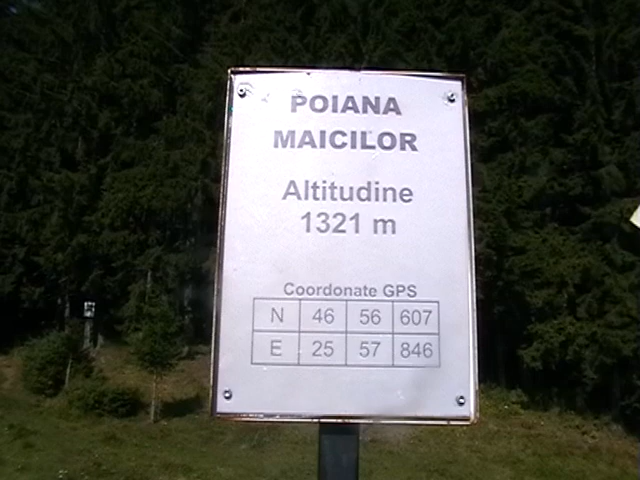 POIANA
MAICILOR
Altitudine
1321 m
Coordonate GPS
N 46 56 607
E 25 57 846